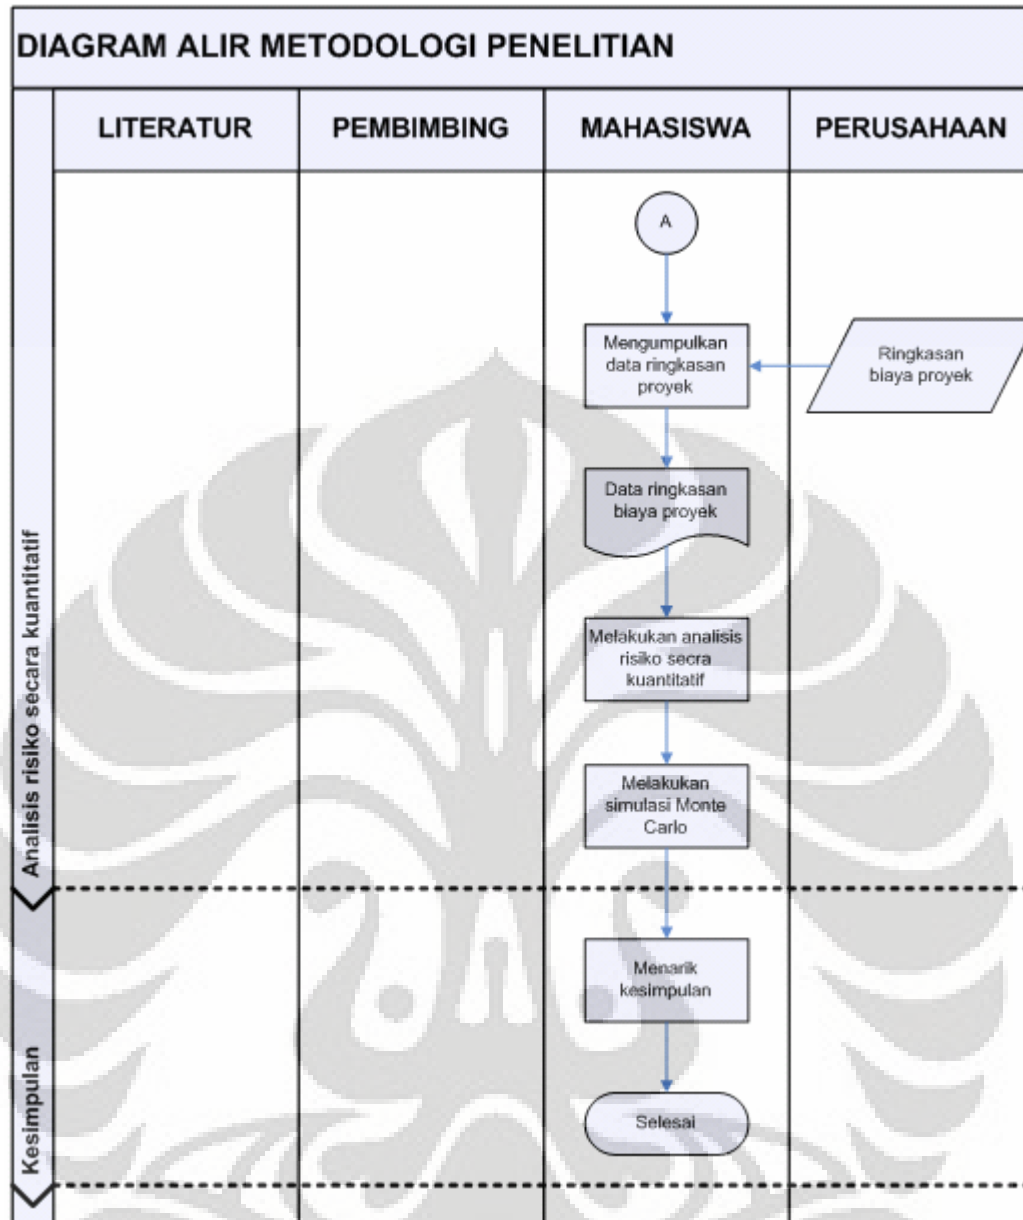 DIAGRAM ALIR METODOLOGI PENELITIAN
LITERATUR
PEMBIMBING
MAHASISWA
PERUSAHAAN
Analisis risiko secara kuantitatif
A
Mengumpulkan
data ringkasan
proyek
Ringkasan
biaya proyek
Data ringkasan
biaya proyek
Melakukan analisis
risiko secra
kuantitatif
Melakukan
simulasi Monte
Carlo
Kesimpulan
Menarik
kesimpulan
Selesai